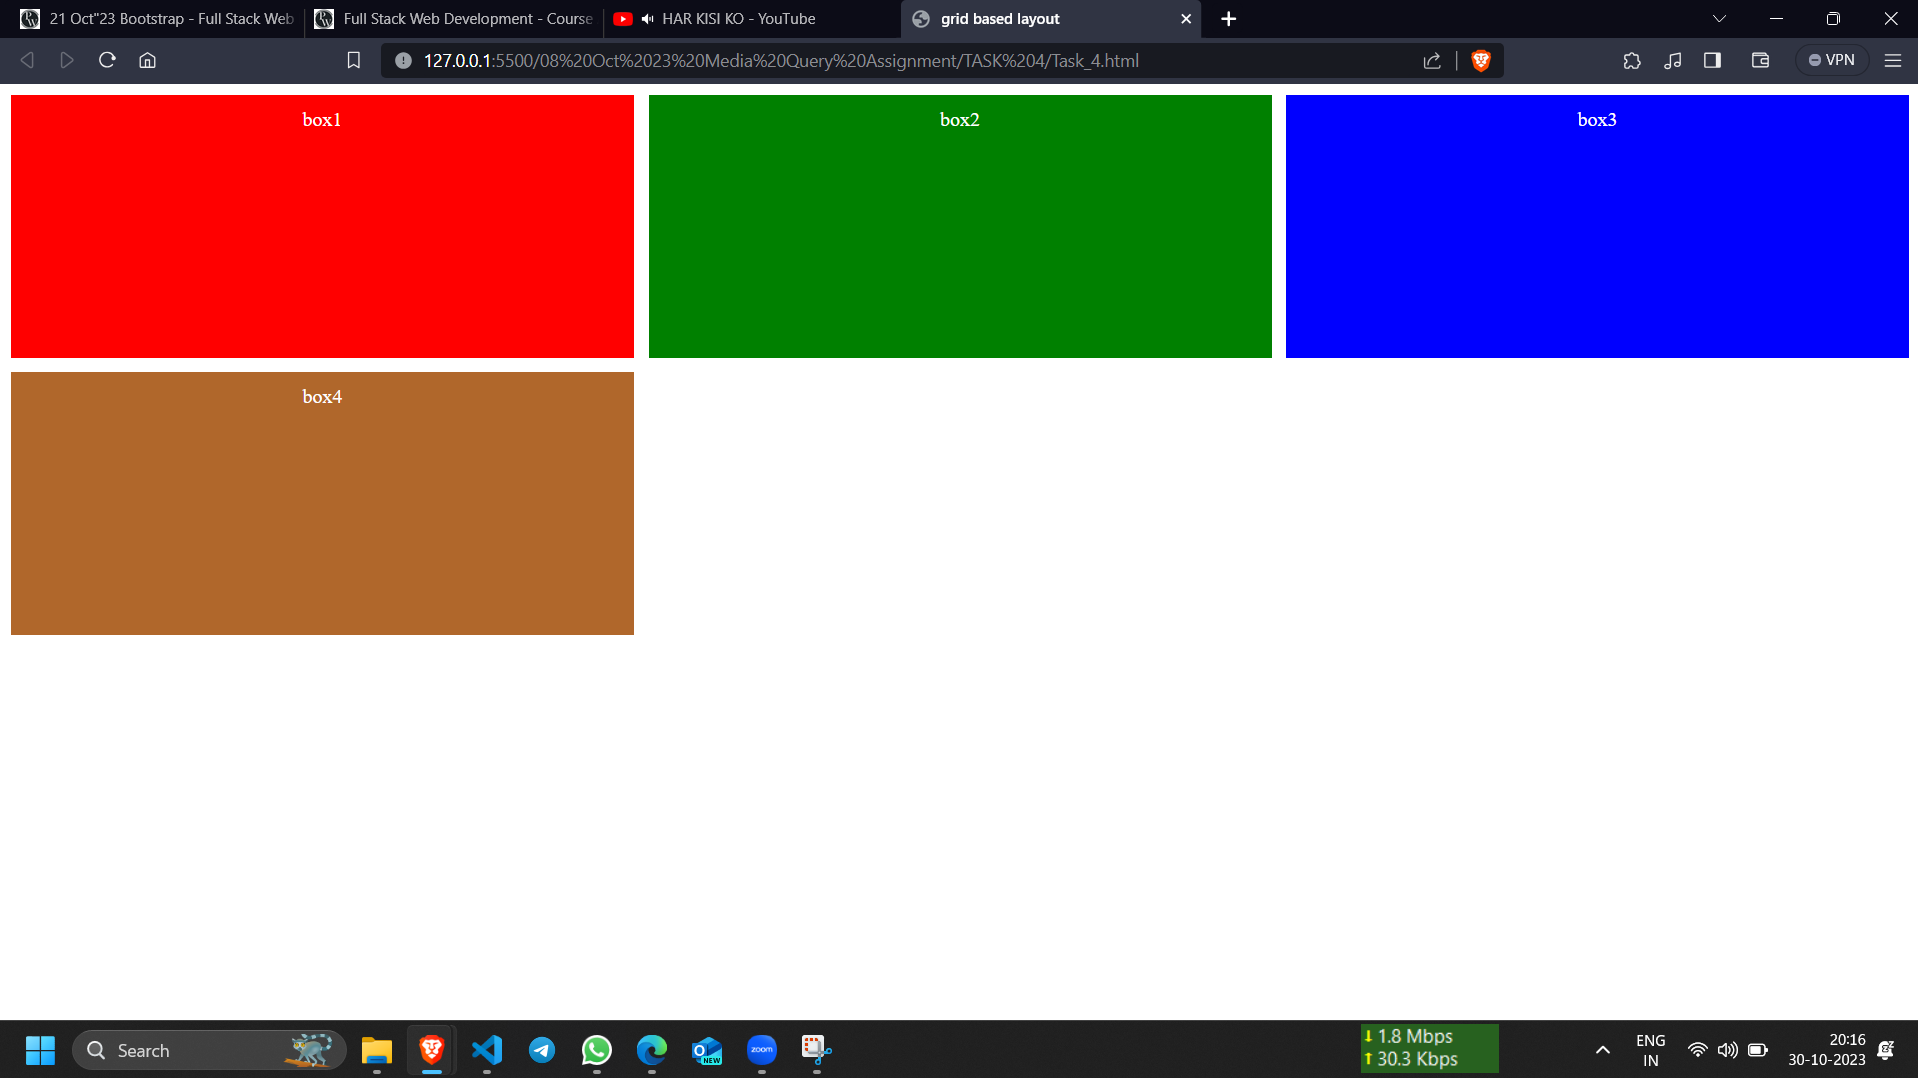 21 Oct"23 Bootstrap - Full Stack Web
Full Stack Web Development - Course
HAR KISI KO - YouTube
grid based layout
127.0.0.1:5500/08%20Oct%2023%20Media%20Query%20Assignment/TASK%204/Task_4.html
VPN
box1
box2
box3
box4
Search
NEW
zoom
1.8 Mbps
30.3 Kbps
ENG
IN
20:16
30-10-2023